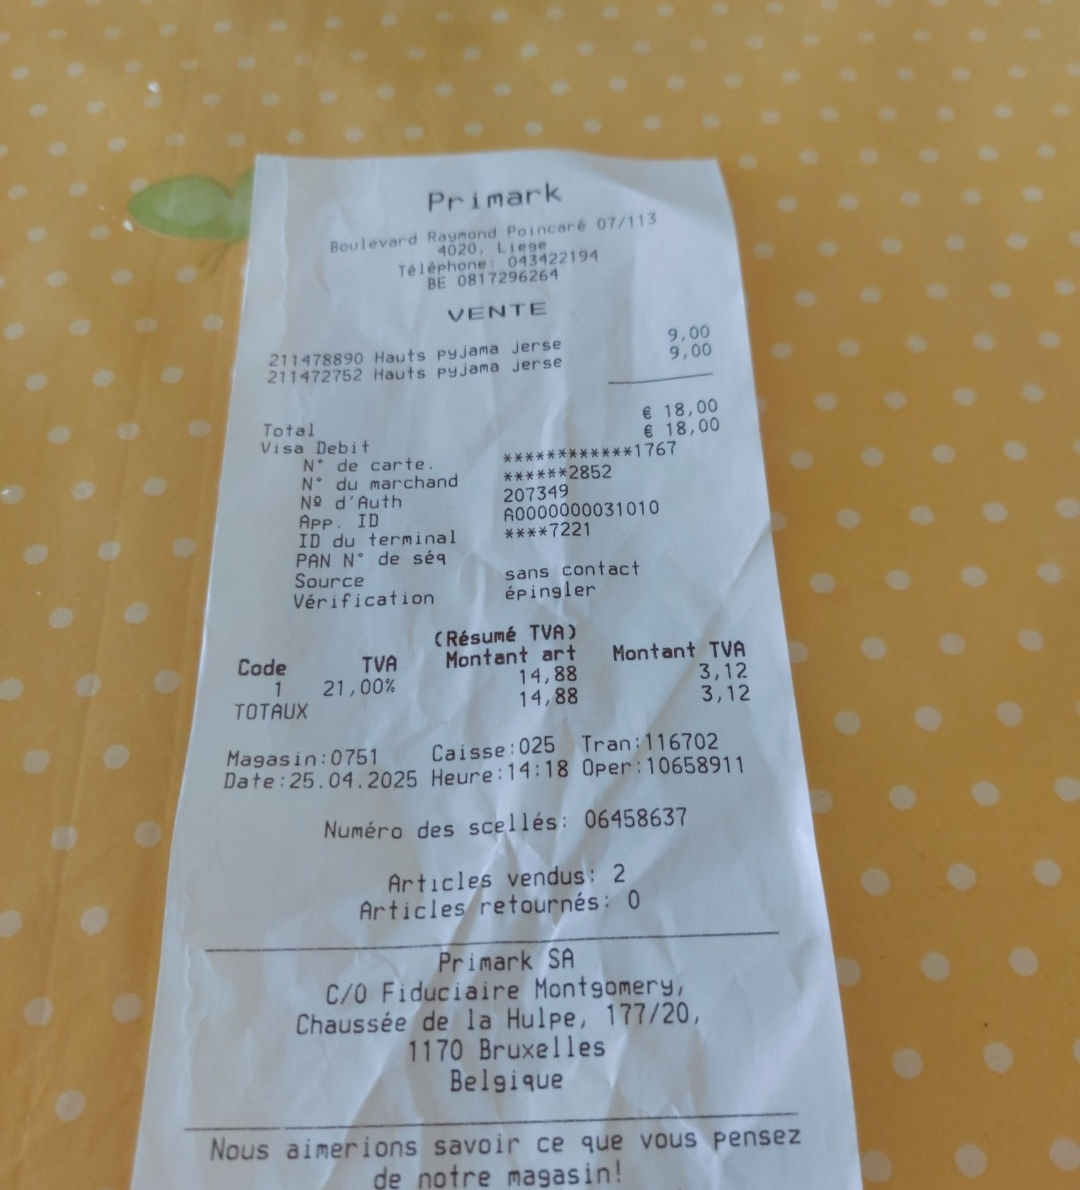 Primark
Boulevard Raymond Poincaré 07/113
4020, Liege
Téléphone: 043422194
BE 0817296264
VENTE
211478890 Hauts pyjama jerse 9,00
211472752 Hauts pyjama jerse 9,00
Total € 18,00
Visa Debit € 18,00
N° de carte. ************1767
N° du marchand ******2852
Nº d'Auth 207349
App. ID A0000000031010
ID du terminal ****7221
PAN N° de séq
Source sans contact
Vérification épingler
(Résumé TVA)
Code TVA Montant art Montant TVA
1 21,00% 14,88 3,12
TOTAUX 14,88 3,12
Magasin:0751 Caisse:025 Tran:116702
Date:25.04.2025 Heure:14:18 Oper:10658911
Numéro des scellés: 06458637
Articles vendus: 2
Articles retournés: 0
Primark SA
C/O Fiduciaire Montgomery,
Chaussée de la Hulpe, 177/20,
1170 Bruxelles
Belgique
Nous aimerions savoir ce que vous pensez
de notre magasin!